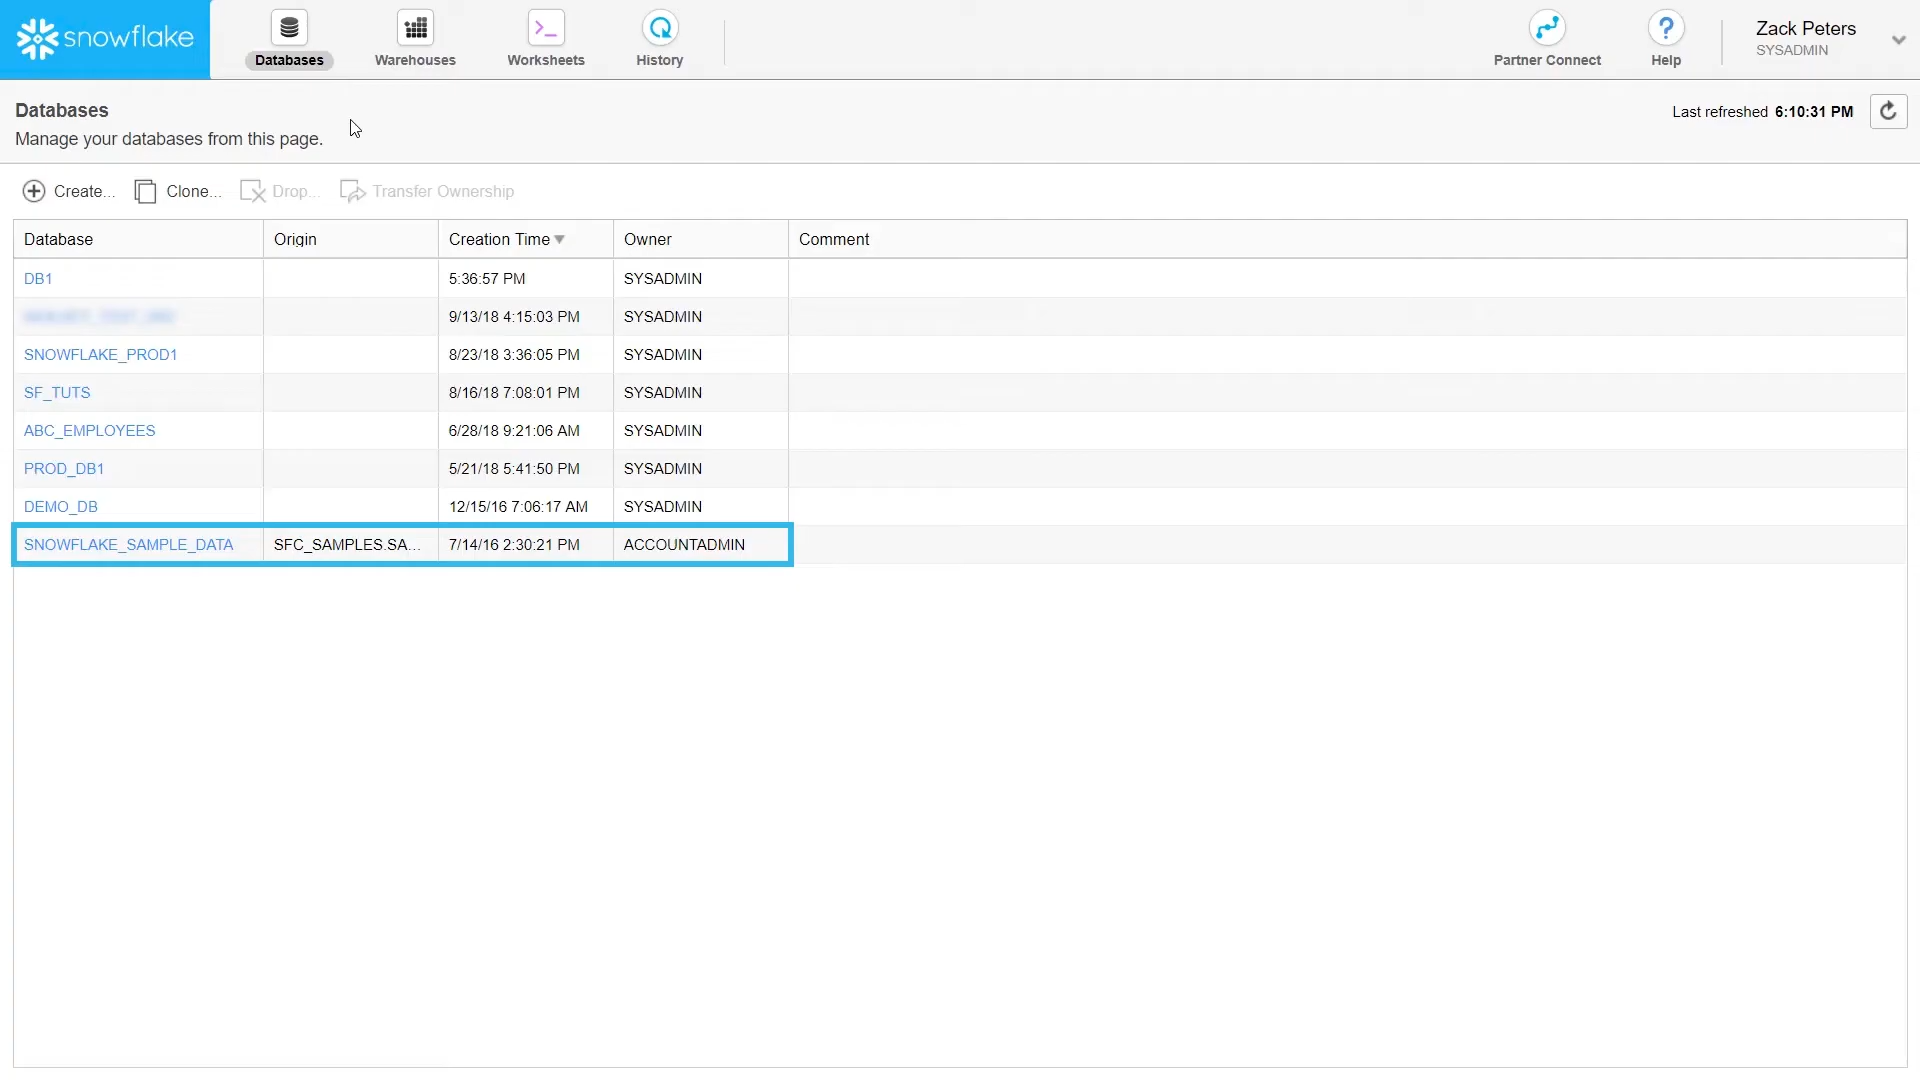 snowflake
Databases
Warehouses
Worksheets
History
Partner Connect
Help
Zack Peters
SYSADMIN
Databases
Manage your databases from this page.
Last refreshed 6:10:31 PM
Create... Clone... Drop... Transfer Ownership
Database Origin Creation Time Owner Comment
DB1 5:36:57 PM SYSADMIN
9/13/18 4:15:03 PM SYSADMIN
SNOWFLAKE_PROD1 8/23/18 3:36:05 PM SYSADMIN
SF_TUTS 8/16/18 7:08:01 PM SYSADMIN
ABC_EMPLOYEES 6/28/18 9:21:06 AM SYSADMIN
PROD_DB1 5/21/18 5:41:50 PM SYSADMIN
DEMO_DB 12/15/16 7:06:17 AM SYSADMIN
SNOWFLAKE_SAMPLE_DATA SFC_SAMPLES.SA... 7/14/16 2:30:21 PM ACCOUNTADMIN